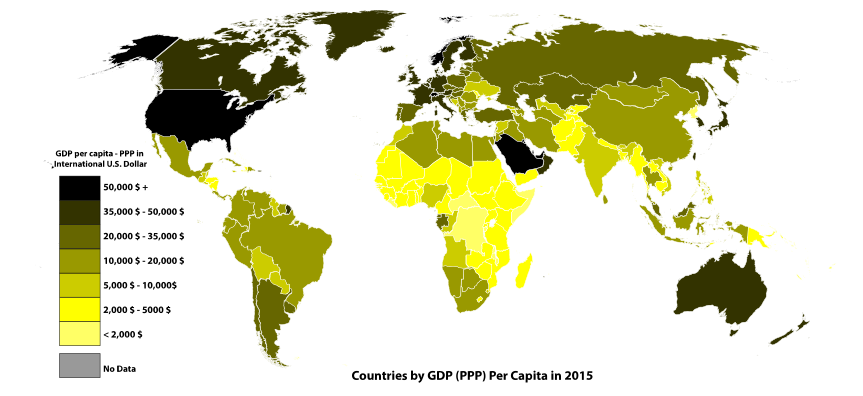 GDP per capita - PPP in
International U.S. Dollar
50,000 $ +
35,000 - 50,000 $
20,000 - 35,000 $
10,000 - 20,000 $
5,000 - 10,000$
2,000 - 5000 $
< 2,000 $
No Data
Countries by GDP (PPP) Per Capita in 2015